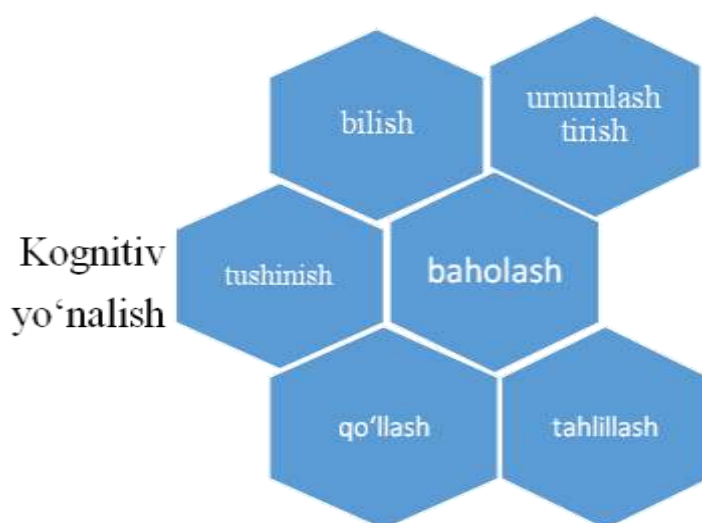 bilish
umumlash
tirish
Kognitiv
yo‘nalish
tushinish
baholash
qo‘llash
tahlillash